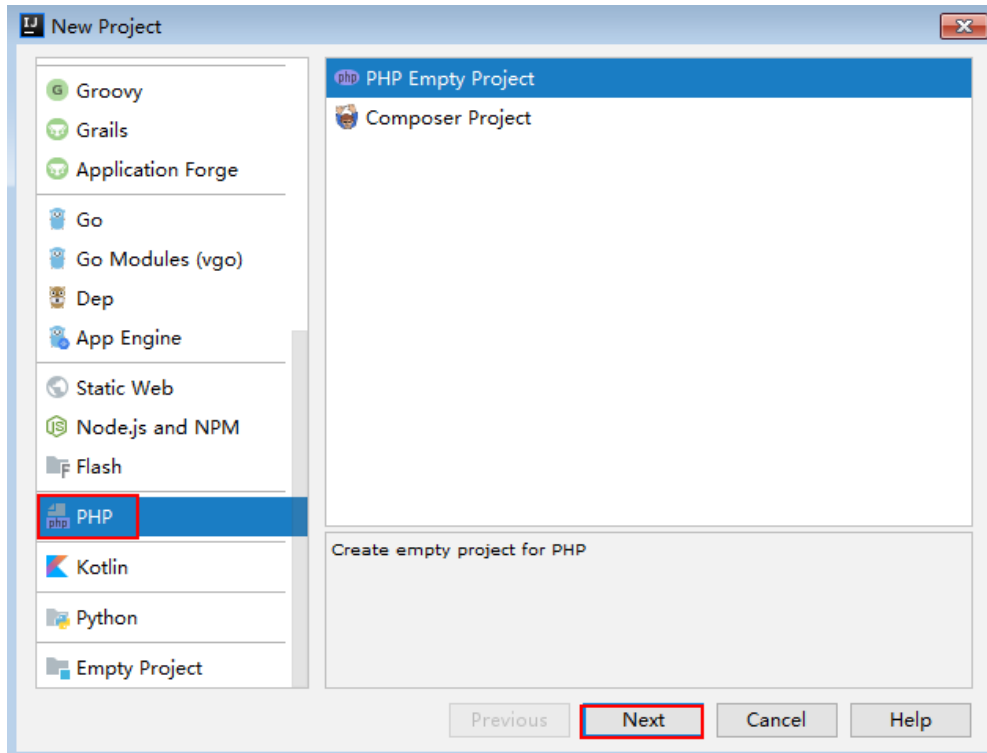 New Project
Groovy
Grails
Application Forge
Go
Go Modules (vgo)
Dep
App Engine
Static Web
Node.js and NPM
Flash
PHP
Kotlin
Python
Empty Project
PHP Empty Project
Composer Project
Create empty project for PHP
Previous
Next
Cancel
Help